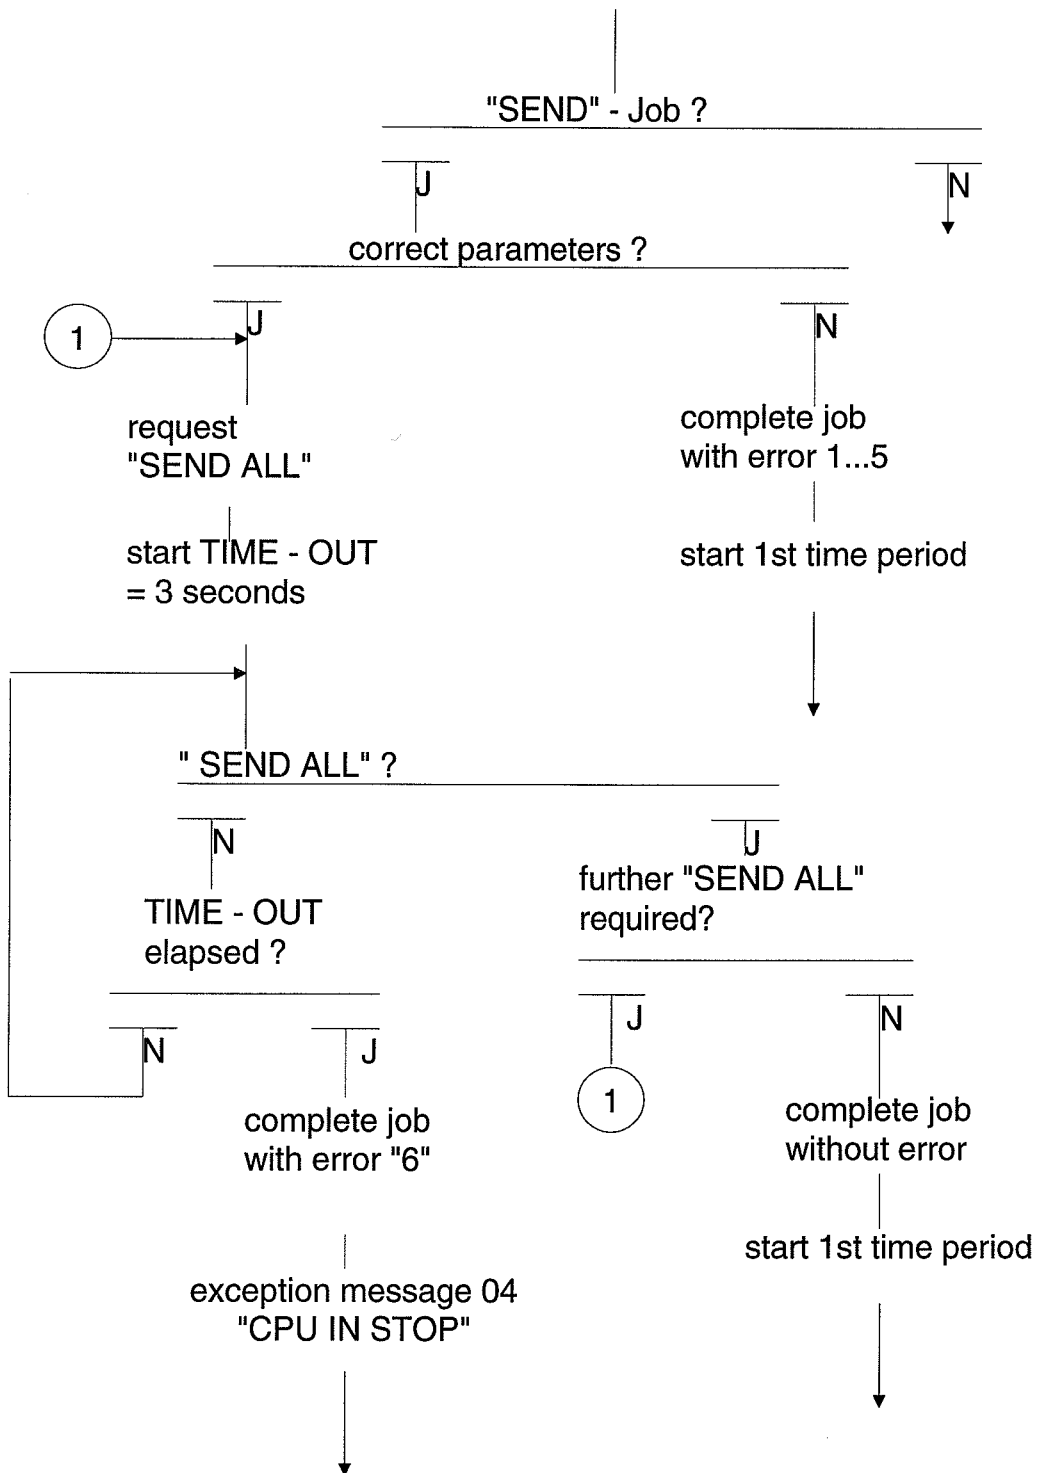 "SEND" - Job ?
J
N
correct parameters ?
1
J
N
request
"SEND ALL"
complete job
with error 1...5
start TIME - OUT
= 3 seconds
start 1st time period
" SEND ALL" ?
N
J
TIME - OUT
elapsed ?
further "SEND ALL"
required?
N
J
J
N
1
complete job
with error "6"
complete job
without error
start 1st time period
exception message 04
"CPU IN STOP"